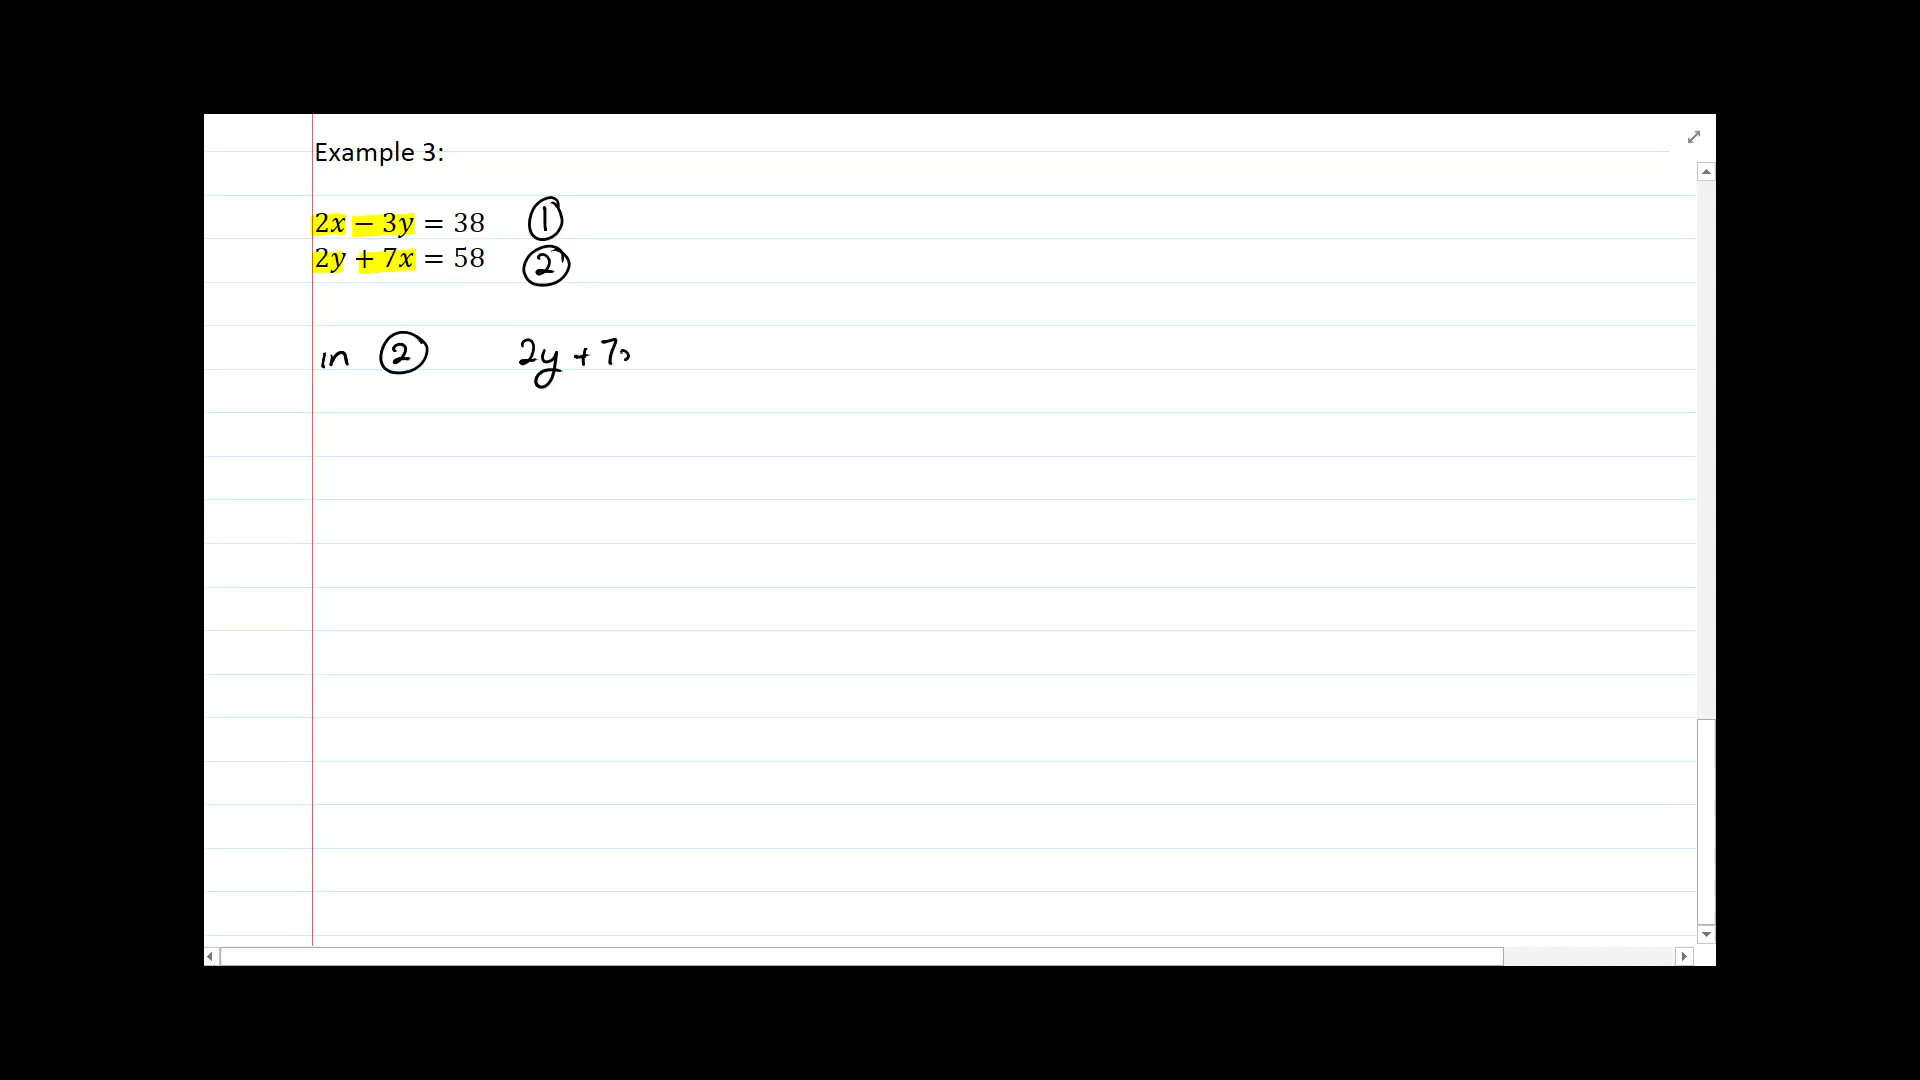 Example 3:
2x − 3y = 38 ①
2y + 7x = 58 ②
in ② 2y + 7